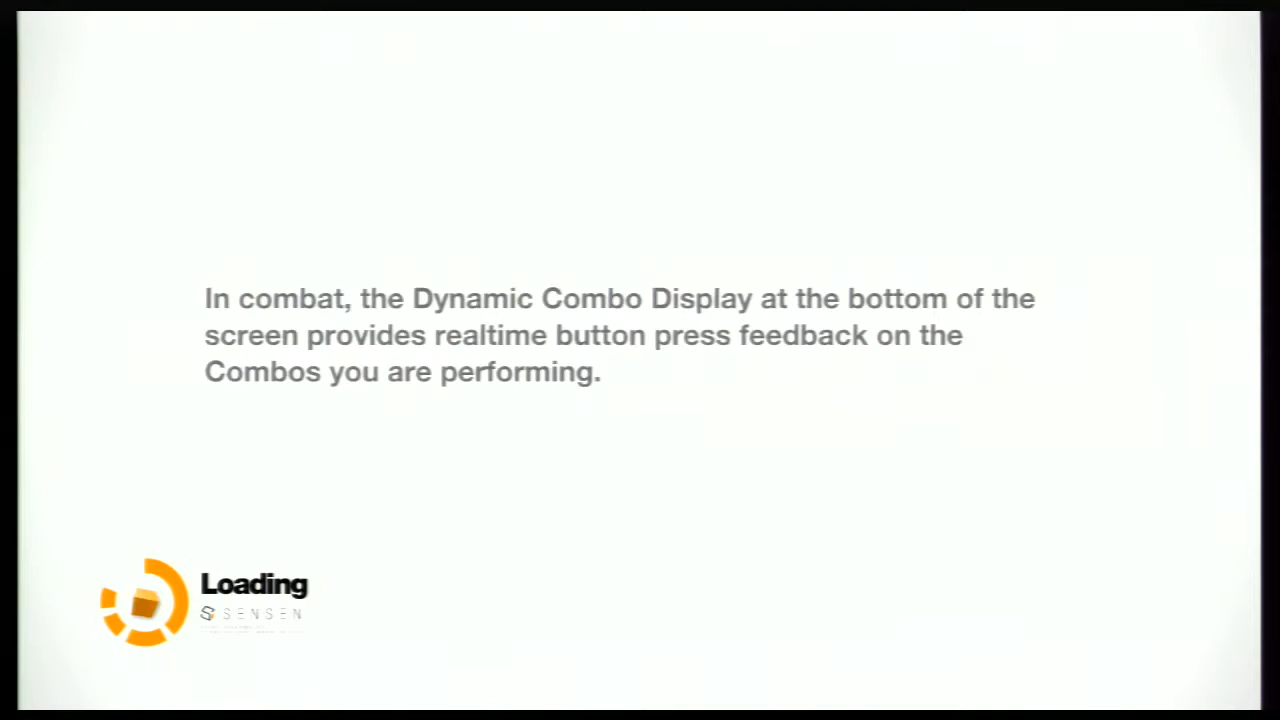 In combat, the Dynamic Combo Display at the bottom of the
screen provides realtime button press feedback on the
Combos you are performing.
Loading
SENSEN